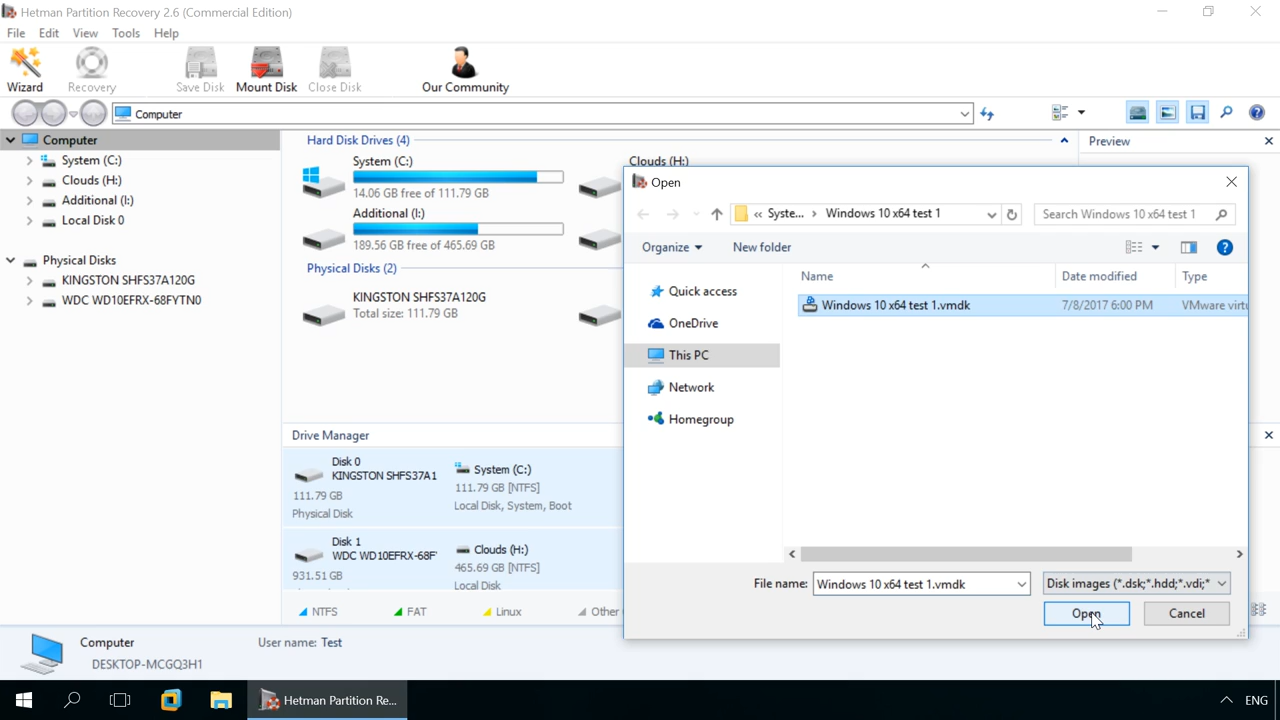 Hetman Partition Recovery 2.6 (Commercial Edition)
File Edit View Tools Help
Wizard Recovery Save Disk Mount Disk Close Disk Our Community
Computer
Computer
System (C:)
Clouds (H:)
Additional (I:)
Local Disk 0
Physical Disks
KINGSTON SHFS37A120G
WDC WD10EFRX-68FYTN0
Hard Disk Drives (4)
System (C:)
14.06 GB free of 111.79 GB
Clouds (H:)
Additional (I:)
189.56 GB free of 465.69 GB
Physical Disks (2)
KINGSTON SHFS37A120G
Total size: 111.79 GB
Preview
Drive Manager
Disk 0
KINGSTON SHFS37A1
111.79 GB
Physical Disk
System (C:)
111.79 GB [NTFS]
Local Disk, System, Boot
Disk 1
WDC WD10EFRX-68F
931.51 GB
Clouds (H:)
465.69 GB [NTFS]
Local Disk
NTFS FAT Linux Other
Open
« Syste... › Windows 10 x64 test 1
Search Windows 10 x64 test 1
Organize New folder
Quick access
OneDrive
This PC
Network
Homegroup
Name Date modified Type
Windows 10 x64 test 1.vmdk 7/8/2017 6:00 PM VMware virtu
File name: Windows 10 x64 test 1.vmdk Disk images (*.dsk;*.hdd;*.vdi;*
Open Cancel
Computer User name: Test
DESKTOP-MCGQ3H1
Hetman Partition Re... ENG